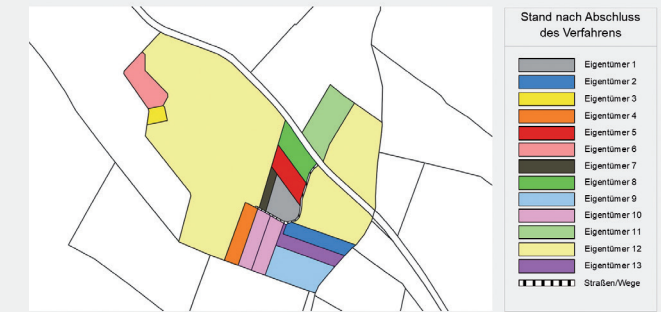 Stand nach Abschluss
des Verfahrens
Eigentümer 1
Eigentümer 2
Eigentümer 3
Eigentümer 4
Eigentümer 5
Eigentümer 6
Eigentümer 7
Eigentümer 8
Eigentümer 9
Eigentümer 10
Eigentümer 11
Eigentümer 12
Eigentümer 13
Straßen/Wege